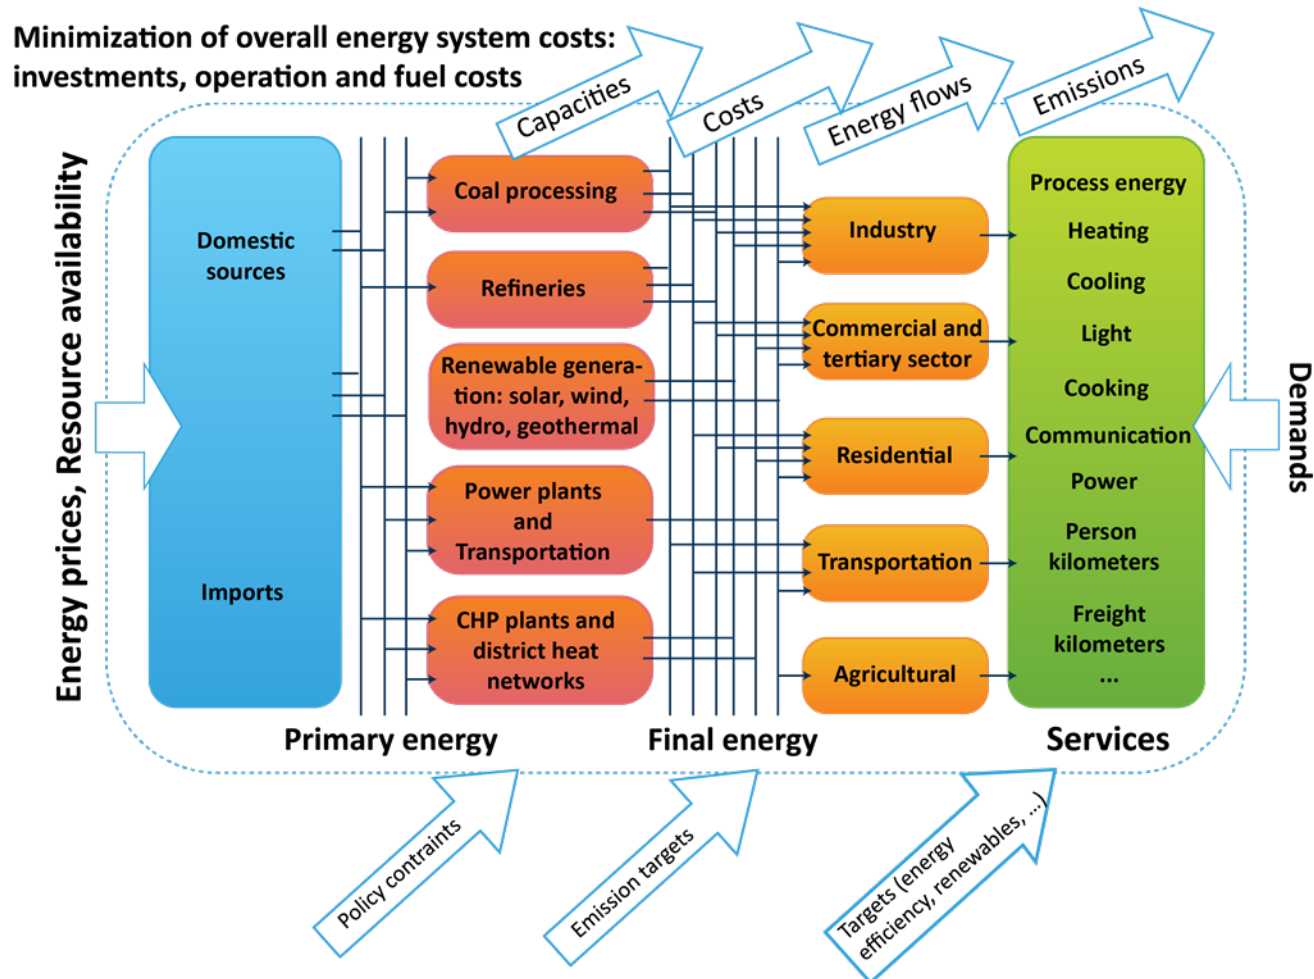 Minimization of overall energy system costs:
investments, operation and fuel costs
Capacities
Costs
Energy flows
Emissions
Energy prices, Resource availability
Domestic
sources
Imports
Coal processing
Refineries
Renewable genera-
tion: solar, wind,
hydro, geothermal
Power plants
and
Transportation
CHP plants and
district heat
networks
Industry
Commercial and
tertiary sector
Residential
Transportation
Agricultural
Process energy
Heating
Cooling
Light
Cooking
Communication
Power
Person
kilometers
Freight
kilometers
...
Demands
Primary energy
Final energy
Services
Policy contraints
Emission targets
Targets (energy
efficiency, renewables, ...)